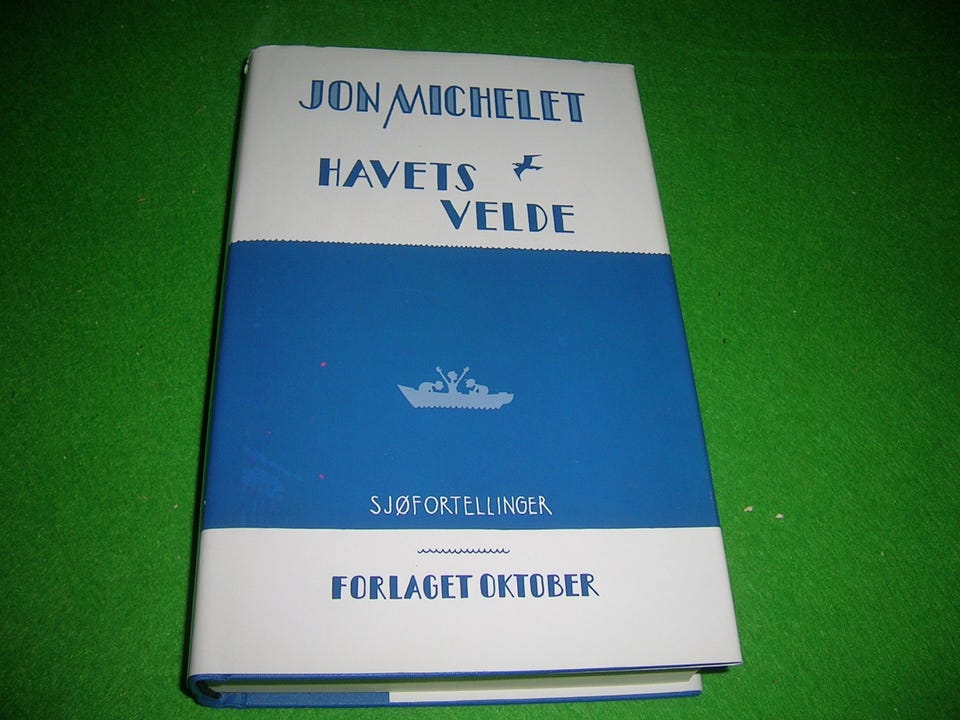 JON MICHELET
HAVETS
VELDE
SJØFORTELLINGER
FORLAGET OKTOBER